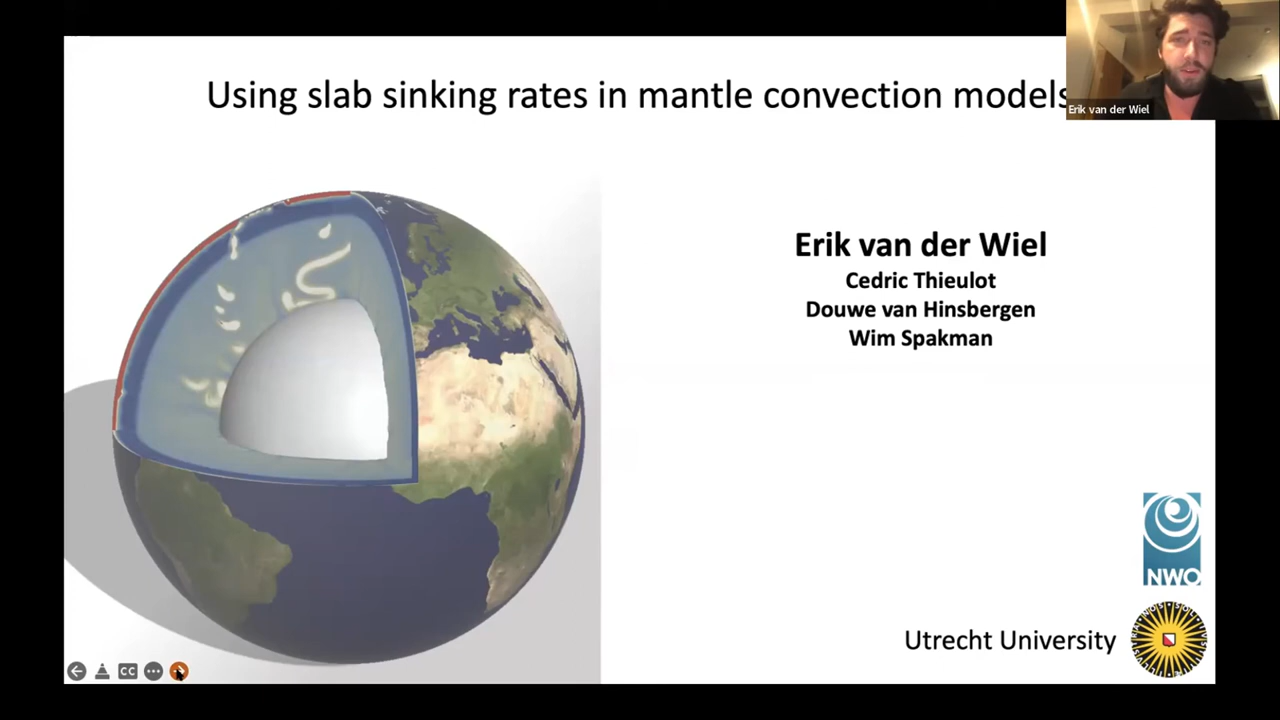 Using slab sinking rates in mantle convection models
Erik van der Wiel
Erik van der Wiel
Cedric Thieulot
Douwe van Hinsbergen
Wim Spakman
NWO
Utrecht University
CC